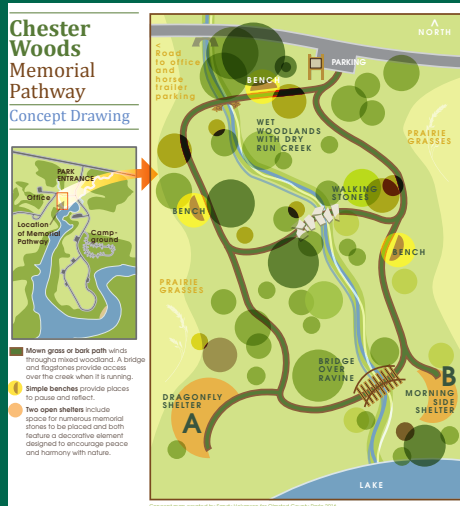 Chester
Woods
Memorial
Pathway
Concept Drawing
PARK
ENTRANCE
Office
Location
of Memorial
Pathway
Camp-
ground
Mown grass or bark path winds
througha mixed woodland. A bridge
and flagstones provide access
over the creek when it is running.
Simple benches provide places
to pause and reflect.
Two open shelters include
space for numerous memorial
stones to be placed and both
feature a decorative element
designed to encourage peace
and harmony with nature.
<
Road
to office
and
horse
trailer
parking
^
NORTH
PARKING
BENCH
WET
WOODLANDS
WITH DRY
RUN CREEK
PRAIRIE
GRASSES
WALKING
STONES
BENCH
BENCH
PRAIRIE
GRASSES
BRIDGE
OVER
RAVINE
DRAGONFLY
SHELTER
A
B
MORNING
SIDE
SHELTER
LAKE